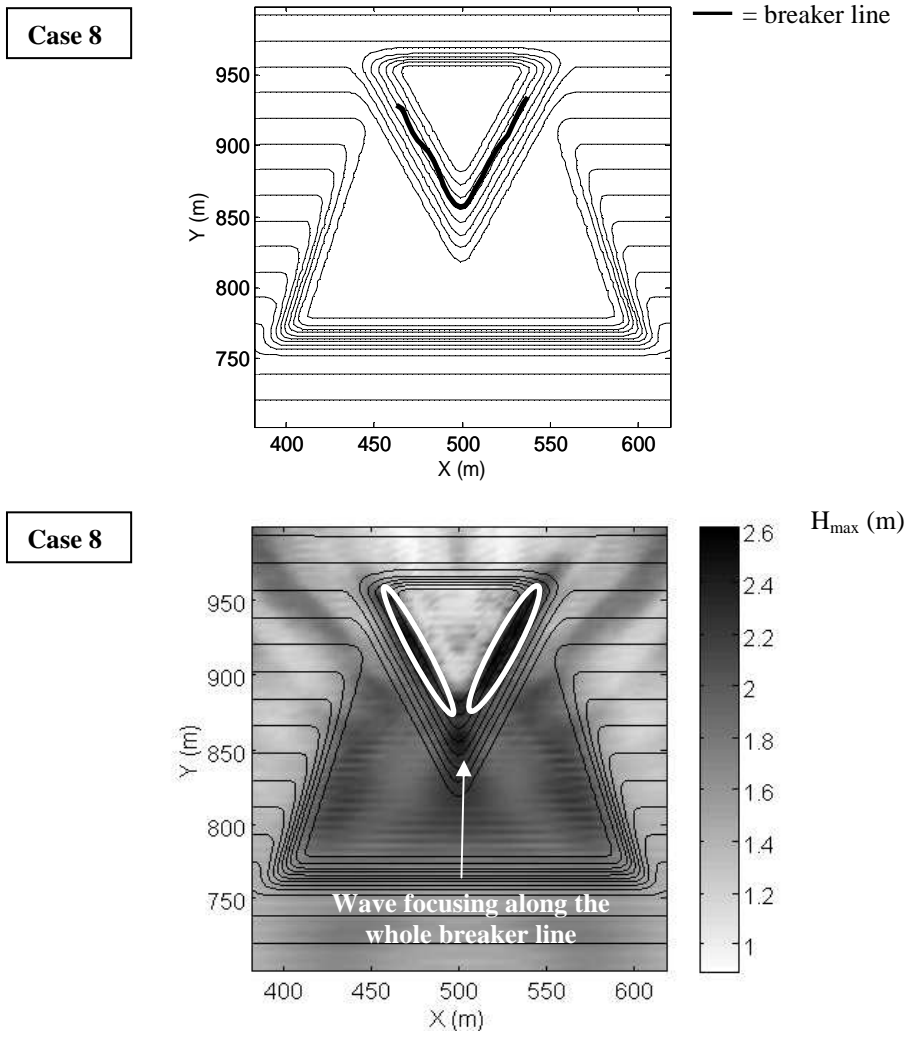 Case 8
= breaker line
950
900
850
800
750
Y (m)
400 450 500 550 600
X (m)
Case 8
H_max (m)
2.6
2.4
2.2
2
1.8
1.6
1.4
1.2
1
950
900
850
800
750
Y (m)
Wave focusing along the
whole breaker line
400 450 500 550 600
X (m)